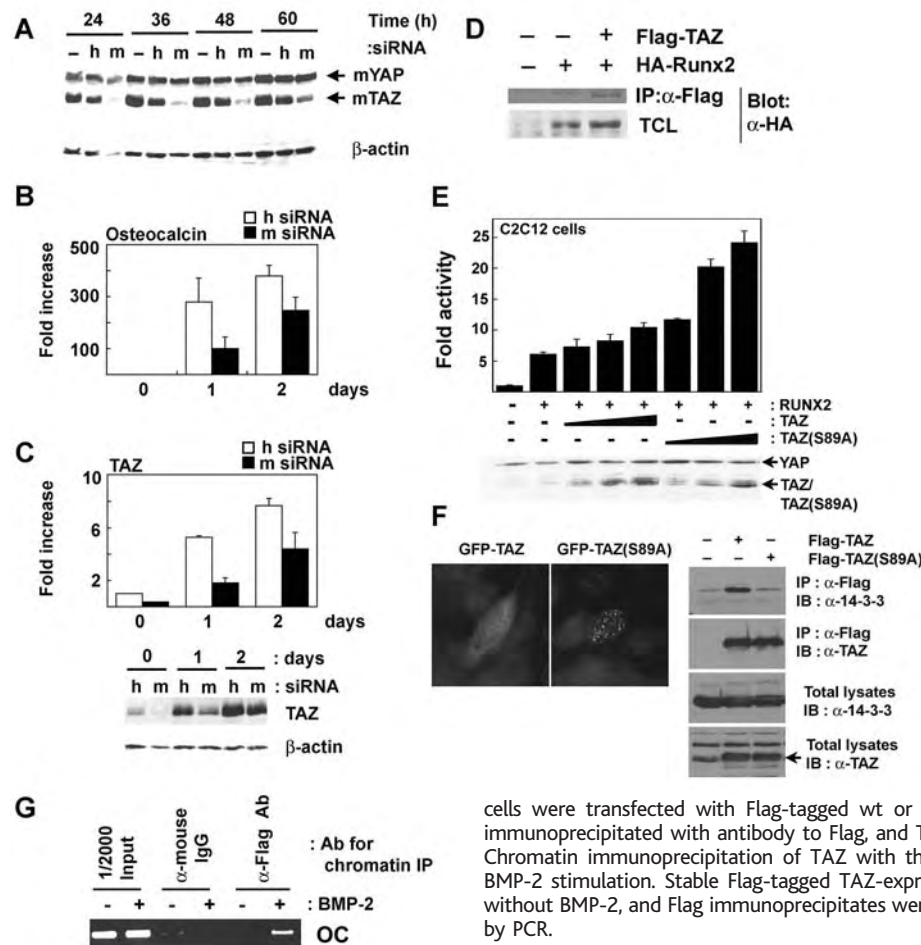 A
24 36 48 60 Time (h)
– h m – h m – h m – h m :siRNA
mYAP
mTAZ
β-actin
B
Osteocalcin
h siRNA
m siRNA
Fold increase
500
300
100
0 1 2 days
C
TAZ
h siRNA
m siRNA
Fold increase
10
6
2
0 1 2 days
0 1 2 : days
h m h m h m : siRNA
TAZ
β-actin
D
– – + Flag-TAZ
– + + HA-Runx2
IP:α-Flag
TCL
Blot:
α-HA
E
C2C12 cells
Fold activity
25
20
15
10
5
- + + + + + + + : RUNX2
- - - - - : TAZ
- - - - - : TAZ(S89A)
YAP
TAZ/
TAZ(S89A)
F
GFP-TAZ GFP-TAZ(S89A)
– + – Flag-TAZ
– – + Flag-TAZ(S89A)
IP : α-Flag
IB : α-14-3-3
IP : α-Flag
IB : α-TAZ
Total lysates
IB : α-14-3-3
Total lysates
IB : α-TAZ
G
1/2000 Input
α-mouse IgG
α-Flag Ab
: Ab for
chromatin IP
- + - + - + : BMP-2
OC
cells were transfected with Flag-tagged wt or
immunoprecipitated with antibody to Flag, and T
Chromatin immunoprecipitation of TAZ with th
BMP-2 stimulation. Stable Flag-tagged TAZ-expr
without BMP-2, and Flag immunoprecipitates wer
by PCR.